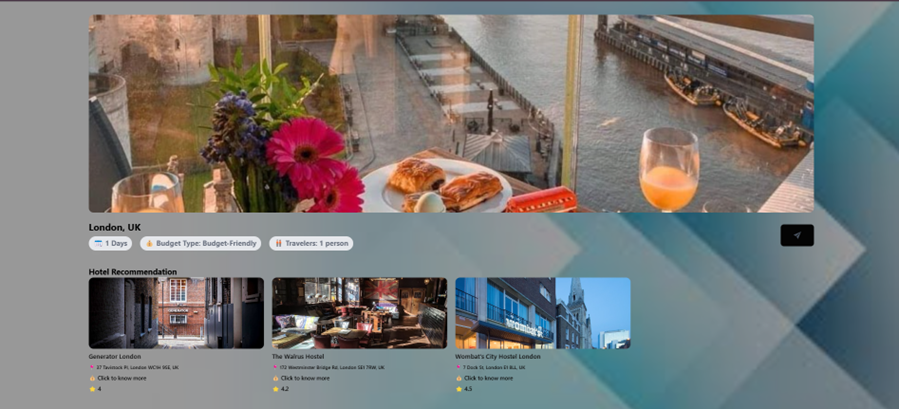 London, UK
1 Days
Budget Type: Budget-Friendly
Travelers: 1 person
Hotel Recommendation
wombat's
Generator London
37 Tavistock Pl, London WC1H 9SE, UK
Click to know more
4
The Walrus Hostel
172 Westminster Bridge Rd, London SE1 7RW, UK
Click to know more
4.2
Wombat's City Hostel London
7 Dock St, London E1 8LL, UK
Click to know more
4.5